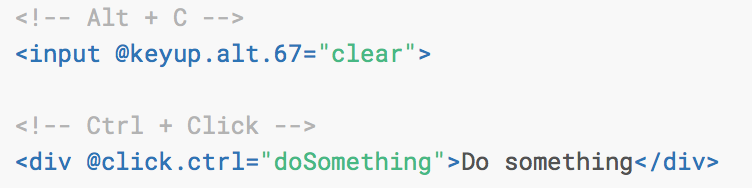 <!-- Alt + C -->
<input @keyup.alt.67="clear">
<!-- Ctrl + Click -->
<div @click.ctrl="doSomething">Do something</div>